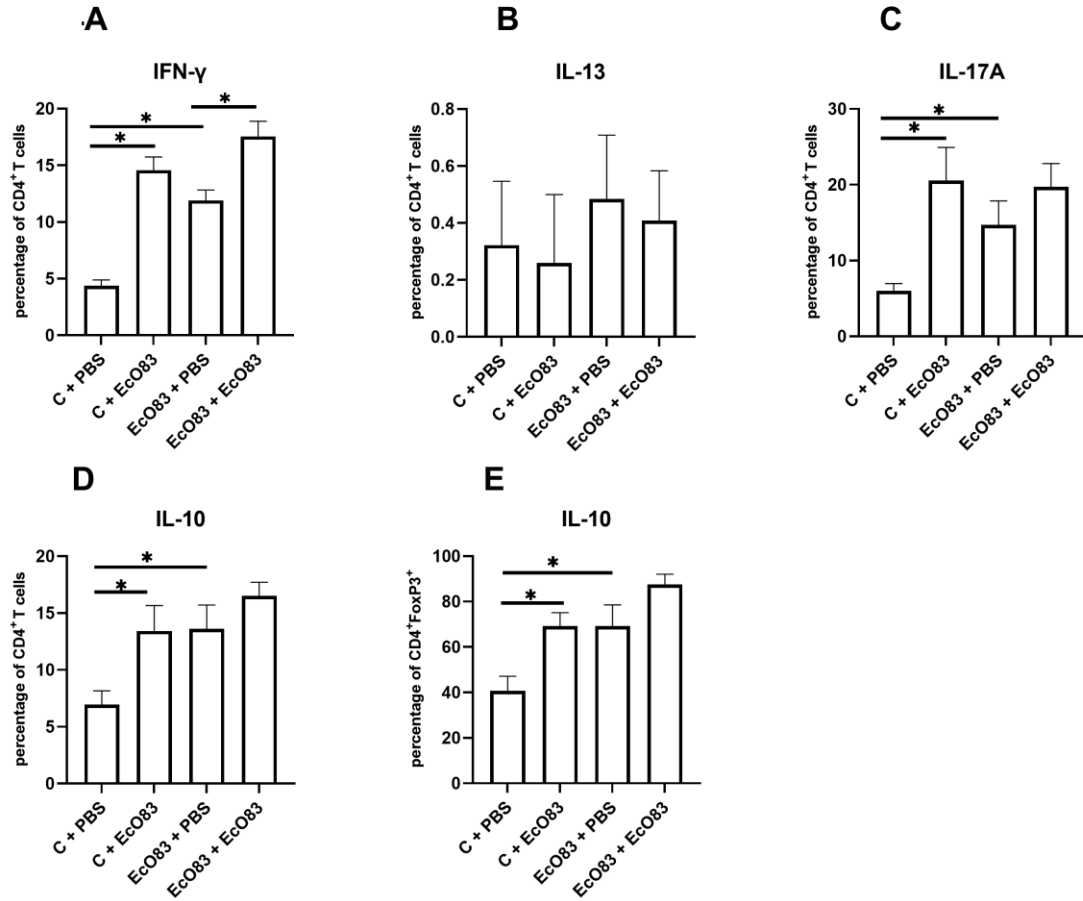 A
IFN-γ
percentage of CD4⁺T cells
20
15
10
5
0
*
*
*
C + PBS
C + EcO83
EcO83 + PBS
EcO83 + EcO83
B
IL-13
percentage of CD4⁺T cells
0.8
0.6
0.4
0.2
0.0
C + PBS
C + EcO83
EcO83 + PBS
EcO83 + EcO83
C
IL-17A
percentage of CD4⁺T cells
30
20
10
0
*
*
C + PBS
C + EcO83
EcO83 + PBS
EcO83 + EcO83
D
IL-10
percentage of CD4⁺T cells
20
15
10
5
0
*
*
C + PBS
C + EcO83
EcO83 + PBS
EcO83 + EcO83
E
IL-10
percentage of CD4⁺FoxP3⁺
100
80
60
40
20
0
*
*
C + PBS
C + EcO83
EcO83 + PBS
EcO83 + EcO83